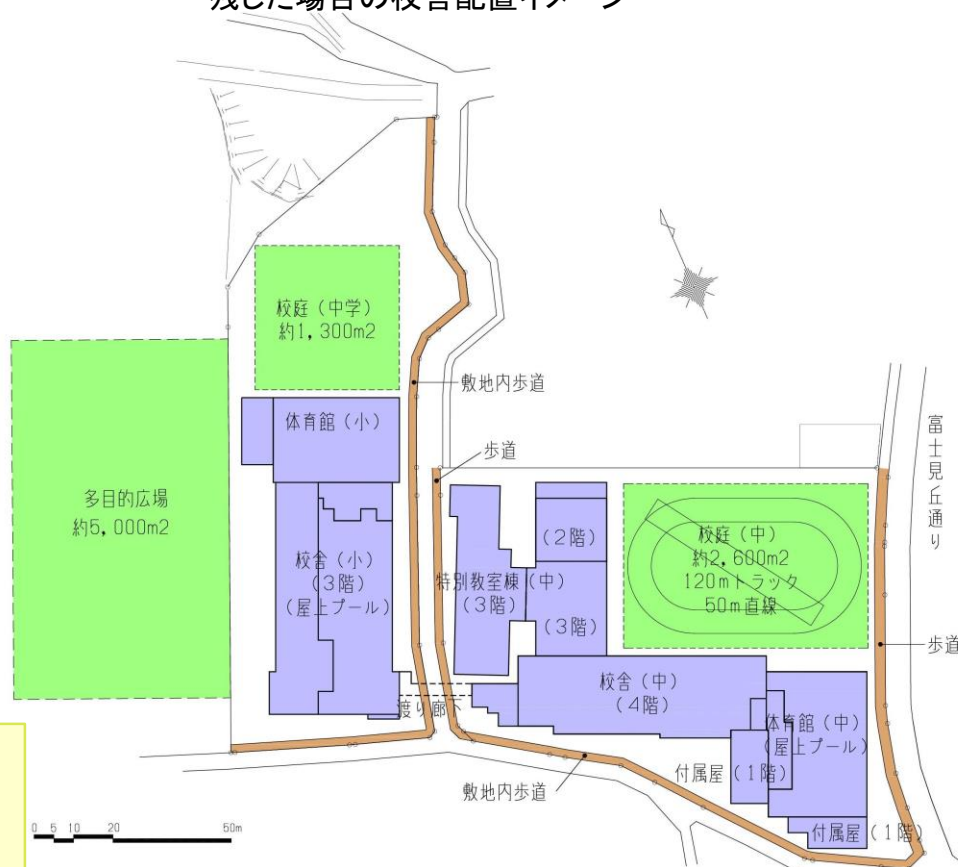 残した場合の校舎配置イメージ
校庭（中学）
約1,300m2
敷地内歩道
体育館（小）
歩道
富士見丘通り
多目的広場
約5,000m2
校舎（小）
（3階）
（屋上プール）
特別教室棟（中）
（3階）
（2階）
（3階）
校庭（中）
約2,600m2
120mトラック
50m直線
歩道
渡り廊下
校舎（中）
（4階）
体育館（中）
（屋上プール）
付属屋（1階）
敷地内歩道
付属屋（1階）
0 5 10 20 50m